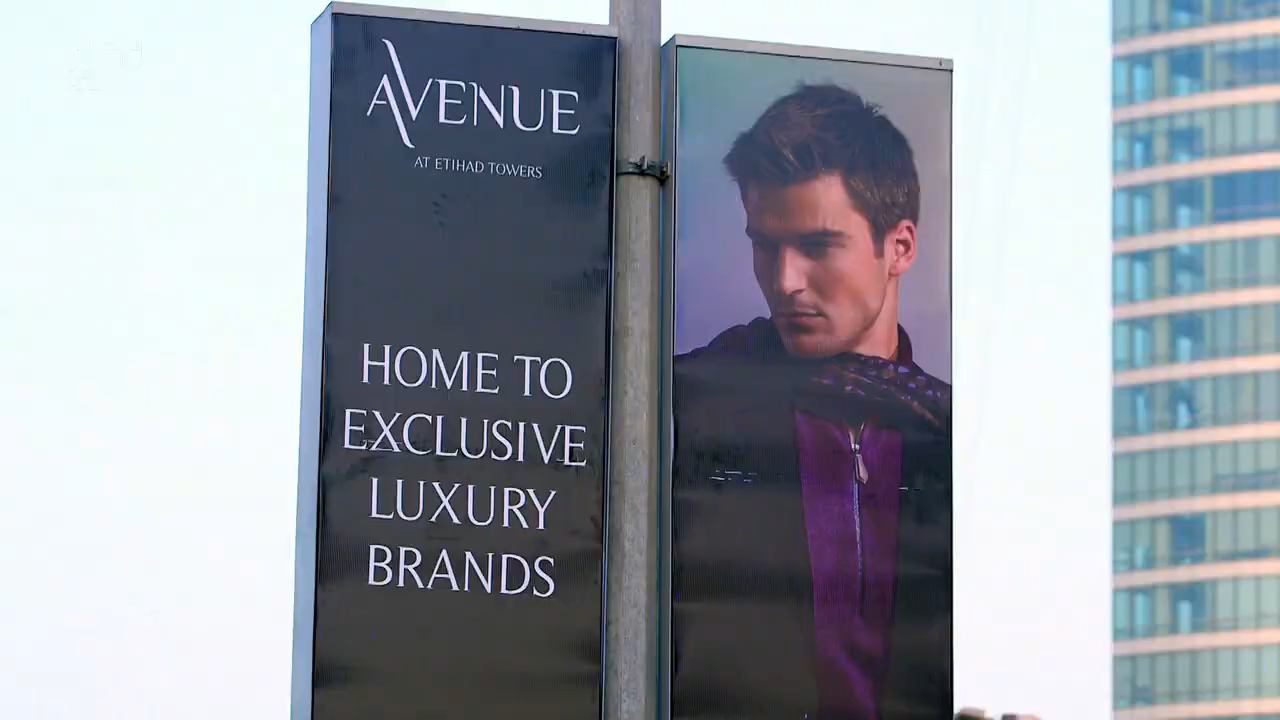 AVENUE
AT ETIHAD TOWERS
HOME TO
EXCLUSIVE
LUXURY
BRANDS